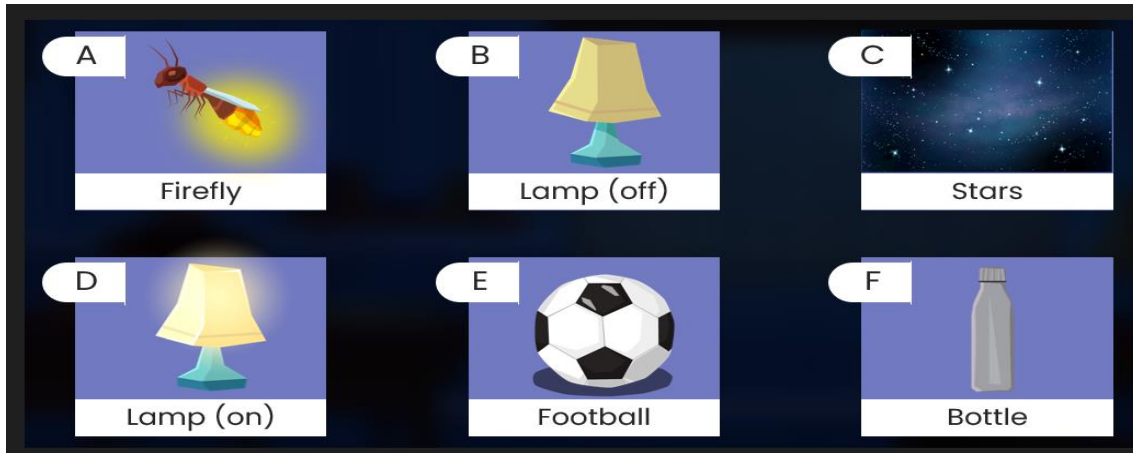 A
Firefly
B
Lamp (off)
C
Stars
D
Lamp (on)
E
Football
F
Bottle